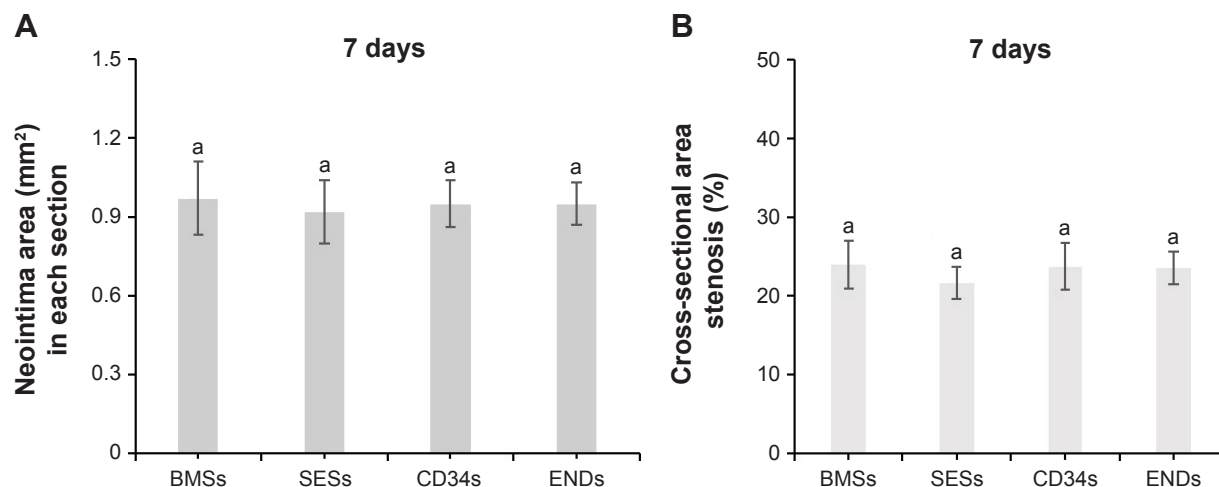 A
7 days
Neointima area (mm²)
in each section
1.5
1.2
0.9
0.6
0.3
0
a
a
a
a
BMSs
SESs
CD34s
ENDs
B
7 days
Cross-sectional area
stenosis (%)
50
40
30
20
10
0
a
a
a
a
BMSs
SESs
CD34s
ENDs